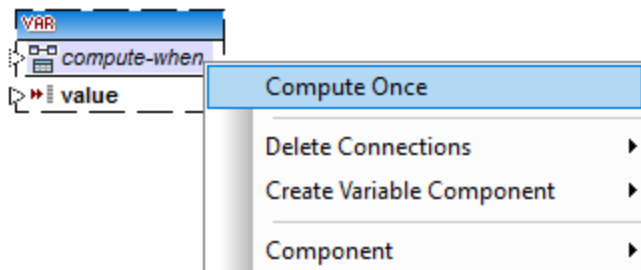 VAR
compute-when
value
Compute Once
Delete Connections
Create Variable Component
Component